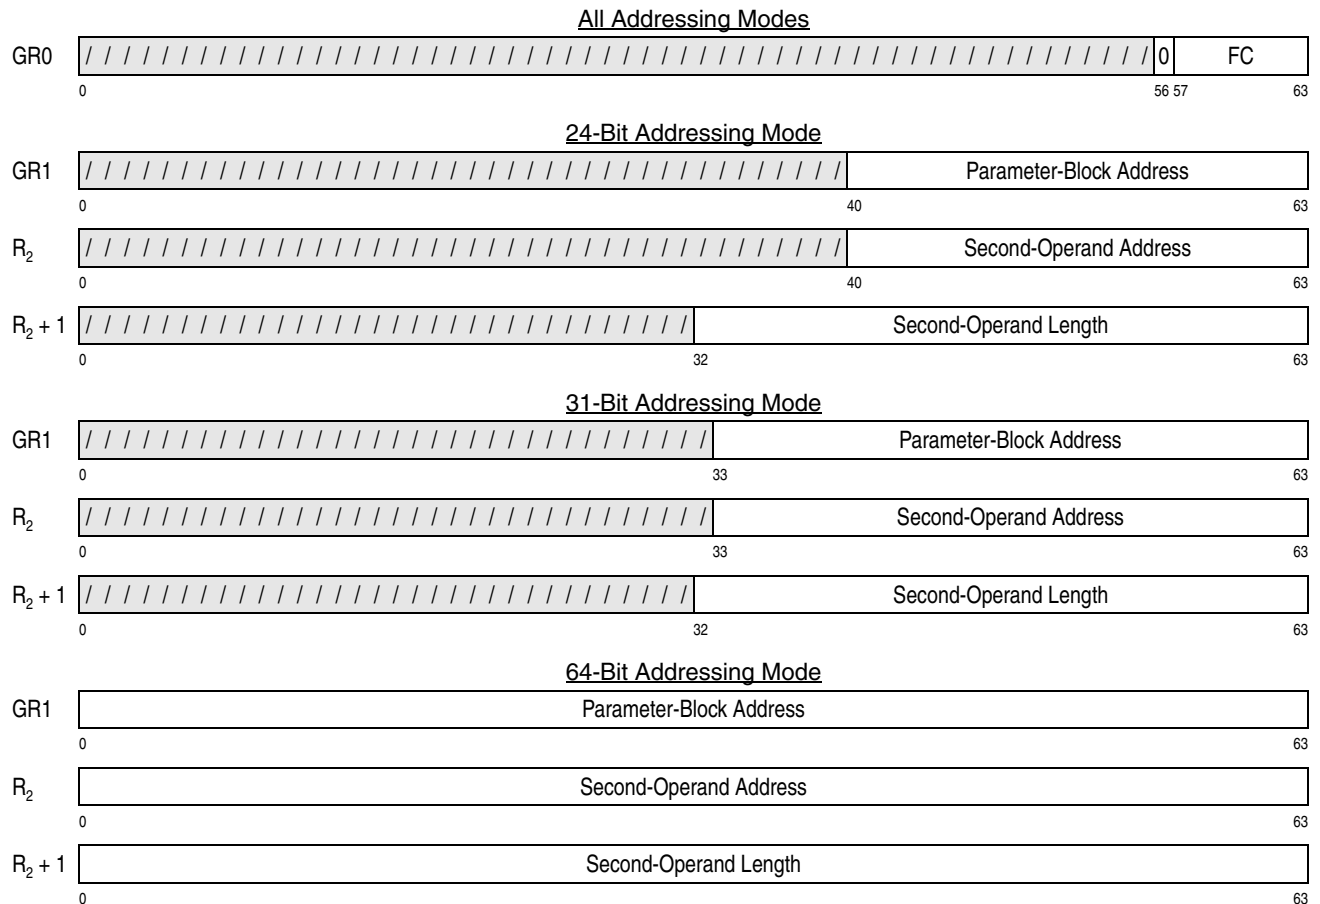 All Addressing Modes
GR0 / / / / / / / / / / / / / / / / / / / / / / / / / / / / / / / / / / / / / / / / / / / / / / / / / / / / / / / / 0 FC
0 56 57 63
24-Bit Addressing Mode
GR1 / / / / / / / / / / / / / / / / / / / / / / / / / / / / / / / / / / / / / / / / Parameter-Block Address
0 40 63
R2 / / / / / / / / / / / / / / / / / / / / / / / / / / / / / / / / / / / / / / / / Second-Operand Address
0 40 63
R2 + 1 / / / / / / / / / / / / / / / / / / / / / / / / / / / / / / / / Second-Operand Length
0 32 63
31-Bit Addressing Mode
GR1 / / / / / / / / / / / / / / / / / / / / / / / / / / / / / / / / / Parameter-Block Address
0 33 63
R2 / / / / / / / / / / / / / / / / / / / / / / / / / / / / / / / / / Second-Operand Address
0 33 63
R2 + 1 / / / / / / / / / / / / / / / / / / / / / / / / / / / / / / / / Second-Operand Length
0 32 63
64-Bit Addressing Mode
GR1 Parameter-Block Address
0 63
R2 Second-Operand Address
0 63
R2 + 1 Second-Operand Length
0 63